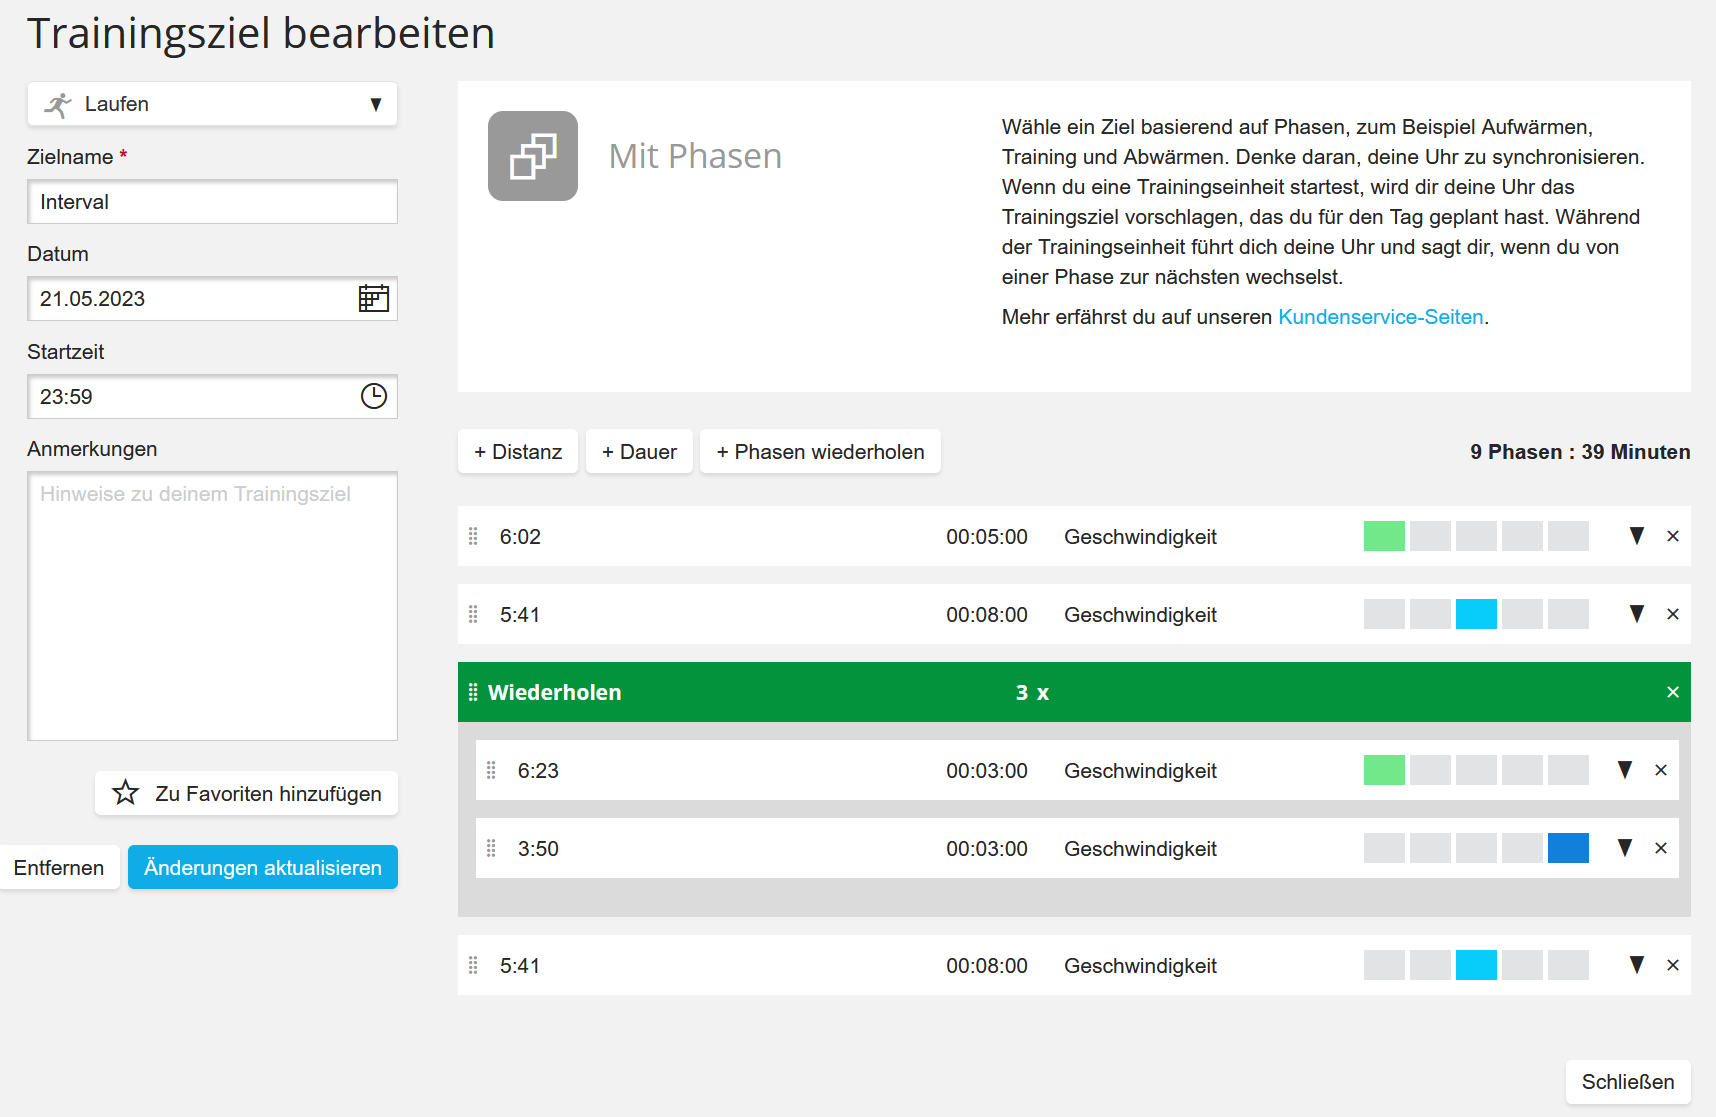 Trainingsziel bearbeiten
Laufen
Zielname *
Interval
Datum
21.05.2023
Startzeit
23:59
Anmerkungen
Hinweise zu deinem Trainingsziel
Zu Favoriten hinzufügen
Entfernen
Änderungen aktualisieren
Mit Phasen
Wähle ein Ziel basierend auf Phasen, zum Beispiel Aufwärmen,
Training und Abwärmen. Denke daran, deine Uhr zu synchronisieren.
Wenn du eine Trainingseinheit startest, wird dir deine Uhr das
Trainingsziel vorschlagen, das du für den Tag geplant hast. Während
der Trainingseinheit führt dich deine Uhr und sagt dir, wenn du von
einer Phase zur nächsten wechselst.
Mehr erfährst du auf unseren Kundenservice-Seiten.
+ Distanz + Dauer + Phasen wiederholen 9 Phasen : 39 Minuten
6:02 00:05:00 Geschwindigkeit
5:41 00:08:00 Geschwindigkeit
Wiederholen 3 x
6:23 00:03:00 Geschwindigkeit
3:50 00:03:00 Geschwindigkeit
5:41 00:08:00 Geschwindigkeit
Schließen